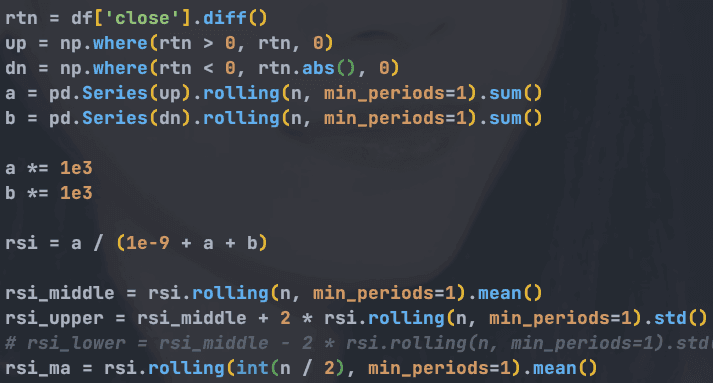 rtn = df['close'].diff()
up = np.where(rtn > 0, rtn, 0)
dn = np.where(rtn < 0, rtn.abs(), 0)
a = pd.Series(up).rolling(n, min_periods=1).sum()
b = pd.Series(dn).rolling(n, min_periods=1).sum()
a *= 1e3
b *= 1e3
rsi = a / (1e-9 + a + b)
rsi_middle = rsi.rolling(n, min_periods=1).mean()
rsi_upper = rsi_middle + 2 * rsi.rolling(n, min_periods=1).std()
# rsi_lower = rsi_middle - 2 * rsi.rolling(n, min_periods=1).std(
rsi_ma = rsi.rolling(int(n / 2), min_periods=1).mean()